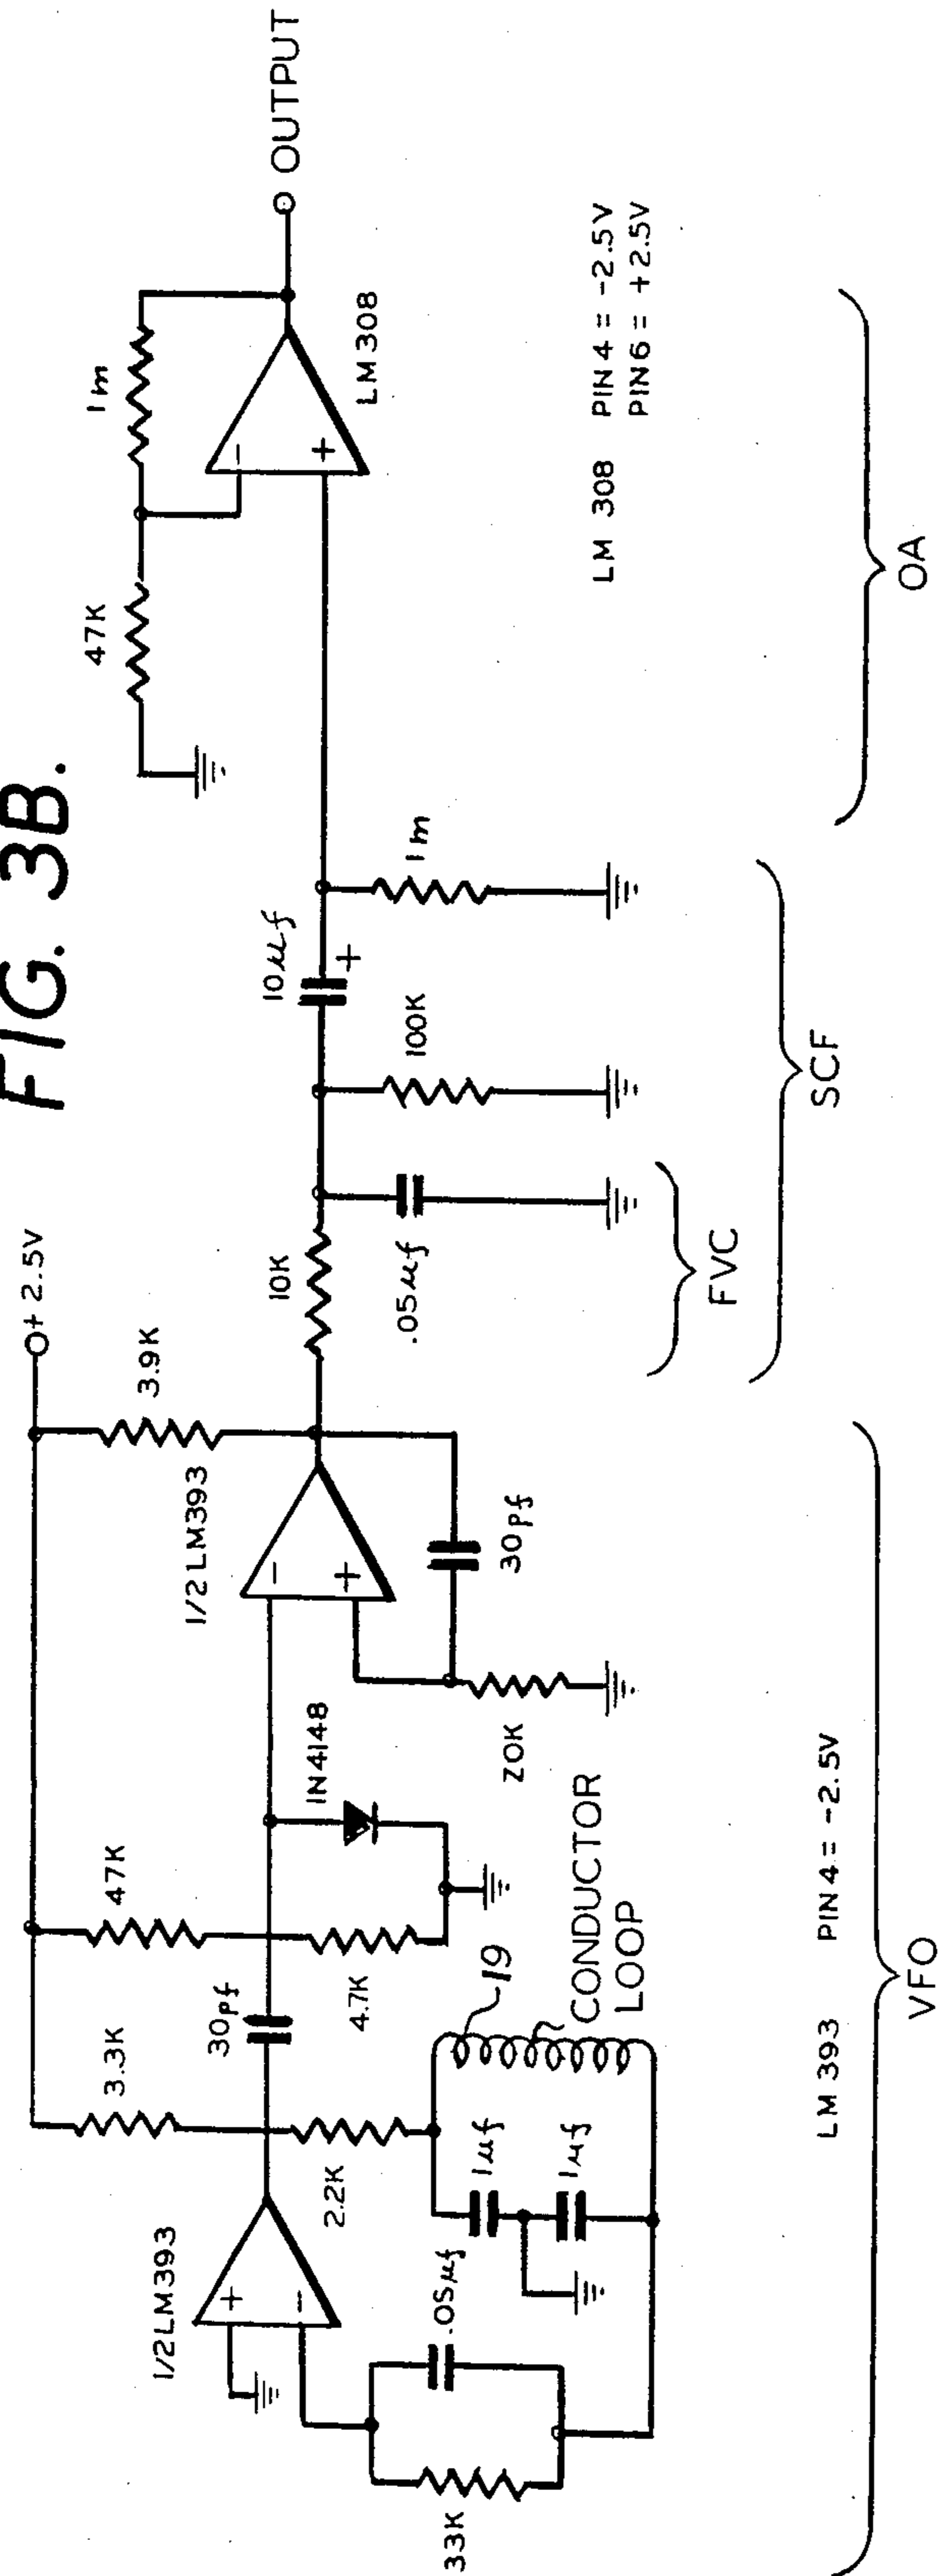 FIG. 3B.
+ 2.5V
3.3K
47K
3.9K
1/2 LM393
1/2 LM393
30pf
2.2K
4.7K
1N4148
.05µf
33K
1µf
1µf
19
CONDUCTOR
LOOP
20K
30pf
LM 393 PIN 4 = -2.5V
VFO
10K
.05µf
100K
10µf
+
1m
FVC
SCF
47K
1m
LM308
OUTPUT
LM 308 PIN 4 = -2.5V
PIN 6 = +2.5V
OA
+
-
-
+
-
+